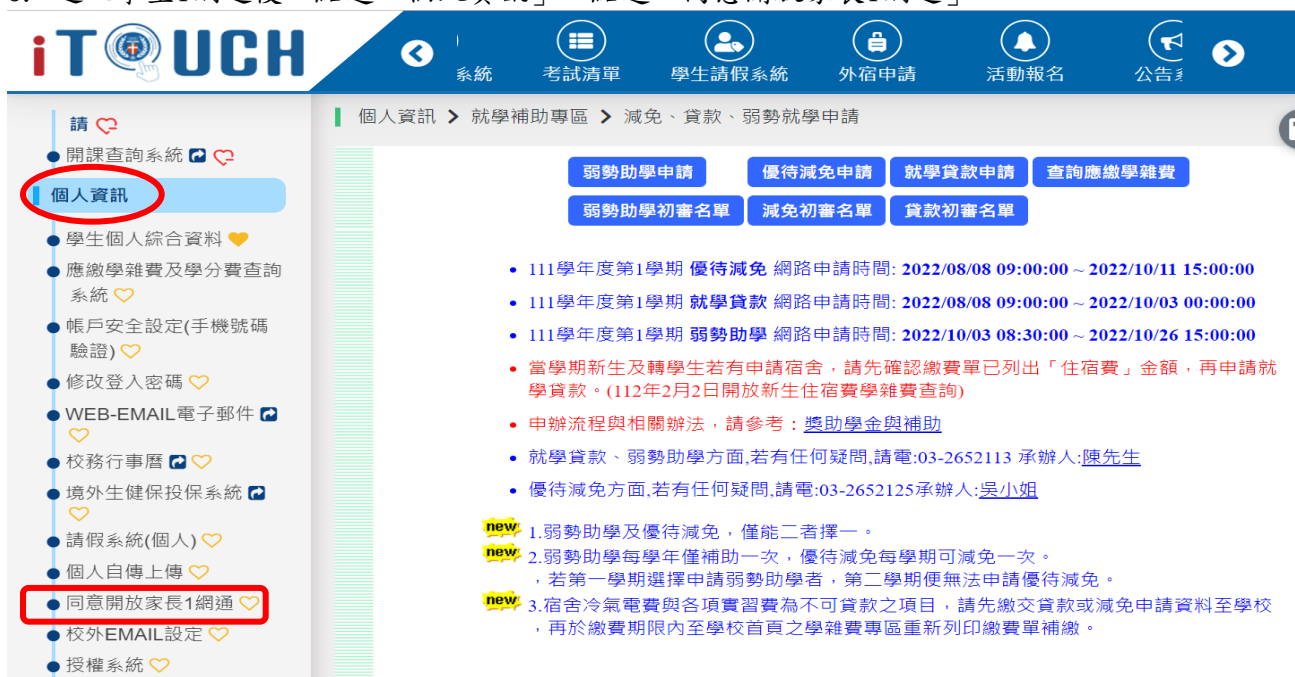 iTOUCH
系統
考試清單
學生請假系統
外宿申請
活動報名
公告系
請
開課查詢系統
個人資訊
學生個人綜合資料
應繳學雜費及學分費查詢
系統
帳戶安全設定(手機號碼
驗證)
修改登入密碼
WEB-EMAIL電子郵件
校務行事曆
境外生健保投保系統
請假系統(個人)
個人自傳上傳
同意開放家長1網通
校外EMAIL設定
授權系統
個人資訊 > 就學補助專區 > 減免、貸款、弱勢就學申請
弱勢助學申請 優待減免申請 就學貸款申請 查詢應繳學雜費
弱勢助學初審名單 減免初審名單 貸款初審名單
111學年度第1學期 優待減免 網路申請時間: 2022/08/08 09:00:00 ~ 2022/10/11 15:00:00
111學年度第1學期 就學貸款 網路申請時間: 2022/08/08 09:00:00 ~ 2022/10/03 00:00:00
111學年度第1學期 弱勢助學 網路申請時間: 2022/10/03 08:30:00 ~ 2022/10/26 15:00:00
當學期新生及轉學生若有申請宿舍，請先確認繳費單已列出「住宿費」金額，再申請就
學貸款。(112年2月2日開放新生住宿費學雜費查詢)
申辦流程與相關辦法，請參考：獎助學金與補助
就學貸款、弱勢助學方面,若有任何疑問,請電:03-2652113 承辦人:陳先生
優待減免方面,若有任何疑問,請電:03-2652125承辦人:吳小姐
new 1.弱勢助學及優待減免，僅能二者擇一。
new 2.弱勢助學每學年僅補助一次，優待減免每學期可減免一次。
，若第一學期選擇申請弱勢助學者，第二學期便無法申請優待減免。
new 3.宿舍冷氣電費與各項實習費為不可貸款之項目，請先繳交貸款或減免申請資料至學校
，再於繳費期限內至學校首頁之學雜費專區重新列印繳費單補繳。